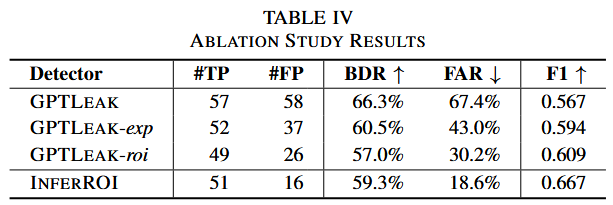 TABLE IV
ABLATION STUDY RESULTS
Detector #TP #FP BDR ↑ FAR ↓ F1 ↑
GPTLEAK 57 58 66.3% 67.4% 0.567
GPTLEAK-exp 52 37 60.5% 43.0% 0.594
GPTLEAK-roi 49 26 57.0% 30.2% 0.609
INFERROI 51 16 59.3% 18.6% 0.667